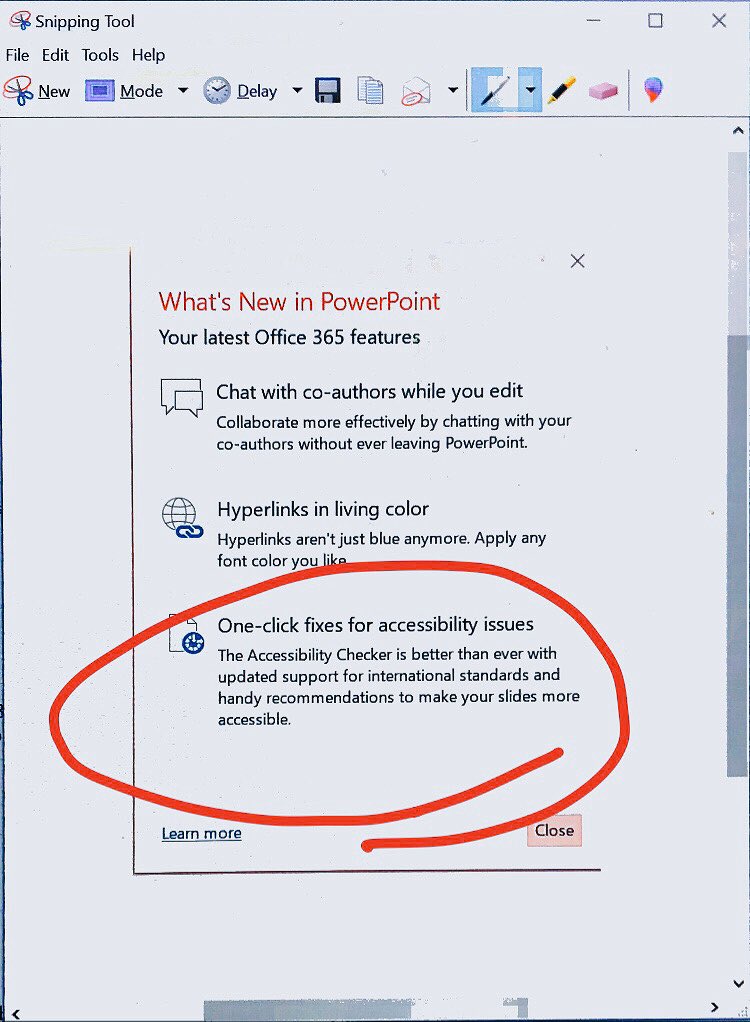 Snipping Tool
File Edit Tools Help
New Mode Delay
What's New in PowerPoint
Your latest Office 365 features
Chat with co-authors while you edit
Collaborate more effectively by chatting with your
co-authors without ever leaving PowerPoint.
Hyperlinks in living color
Hyperlinks aren't just blue anymore. Apply any
font color you like.
One-click fixes for accessibility issues
The Accessibility Checker is better than ever with
updated support for international standards and
handy recommendations to make your slides more
accessible.
Learn more
Close